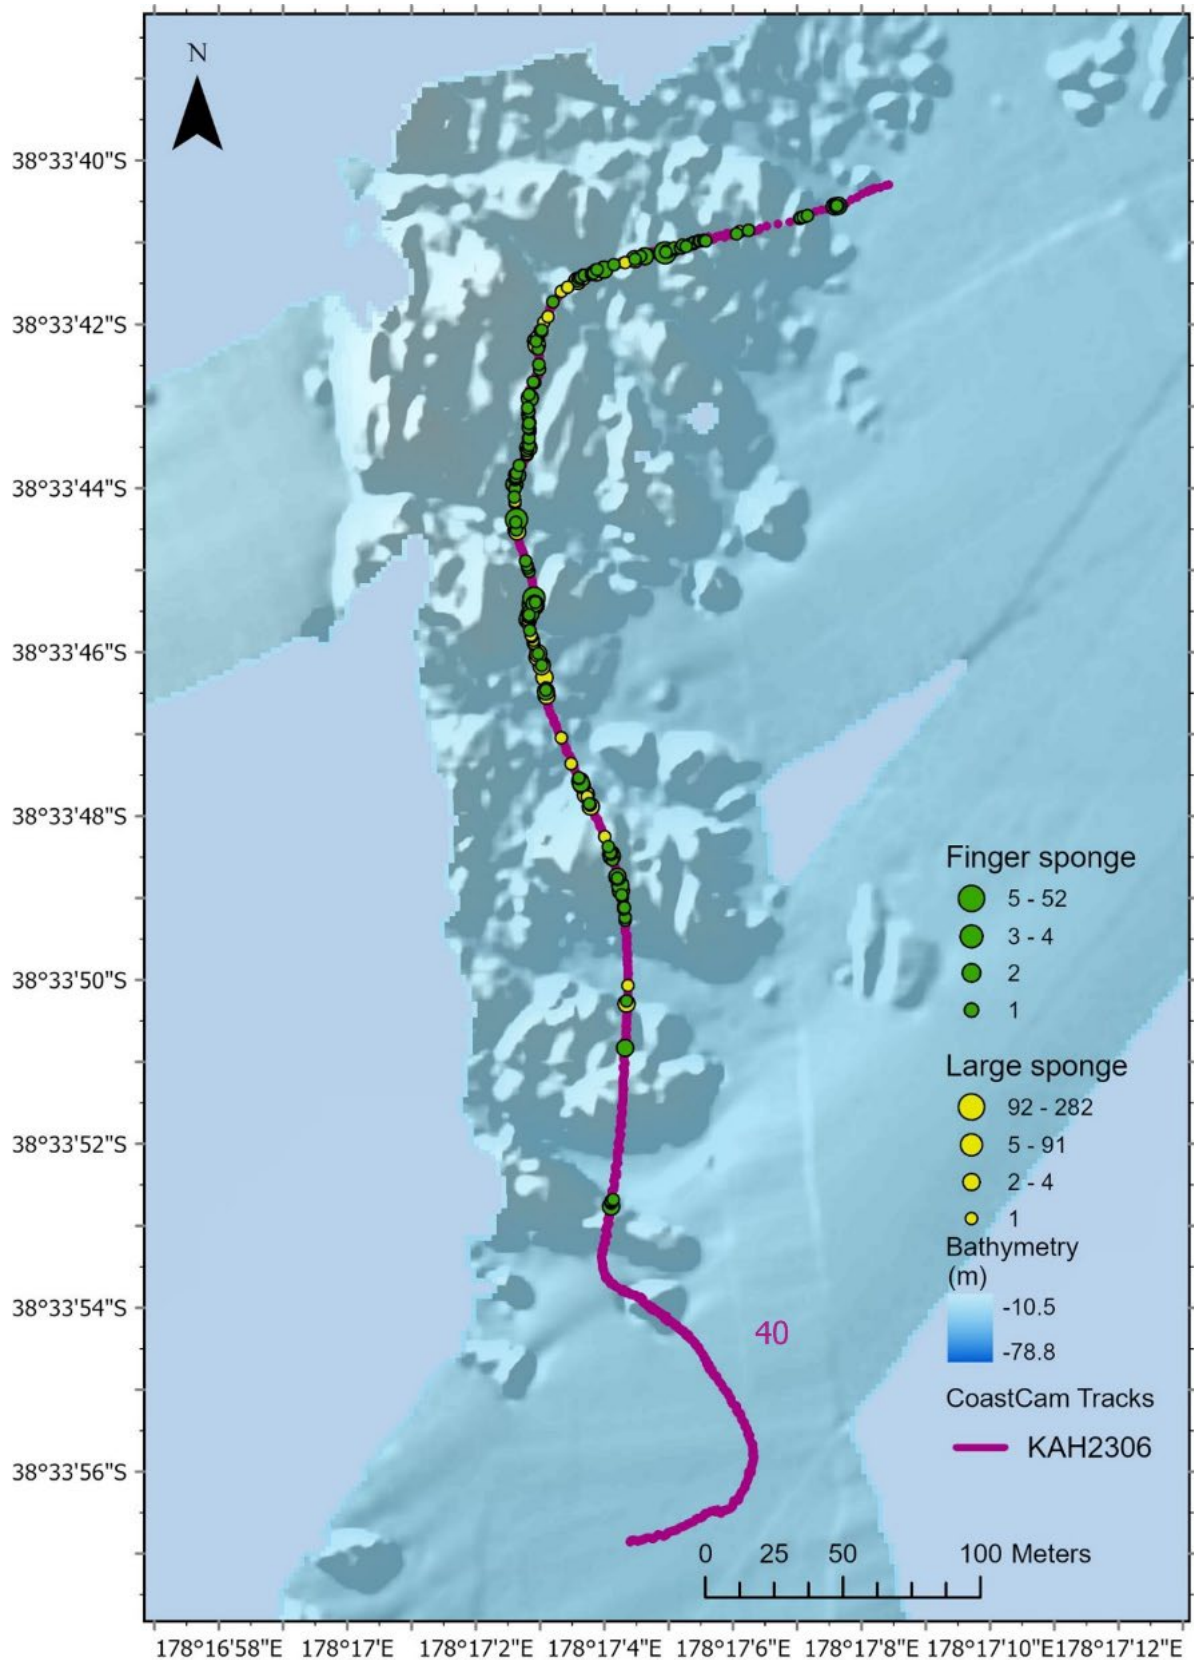 N
38°33'40"S
38°33'42"S
38°33'44"S
38°33'46"S
38°33'48"S
38°33'50"S
38°33'52"S
38°33'54"S
38°33'56"S
Finger sponge
5 - 52
3 - 4
2
1
Large sponge
92 - 282
5 - 91
2 - 4
1
Bathymetry
(m)
-10.5
-78.8
CoastCam Tracks
KAH2306
40
0 25 50 100 Meters
178°16'58"E 178°17'E 178°17'2"E 178°17'4"E 178°17'6"E 178°17'8"E 178°17'10"E 178°17'12"E